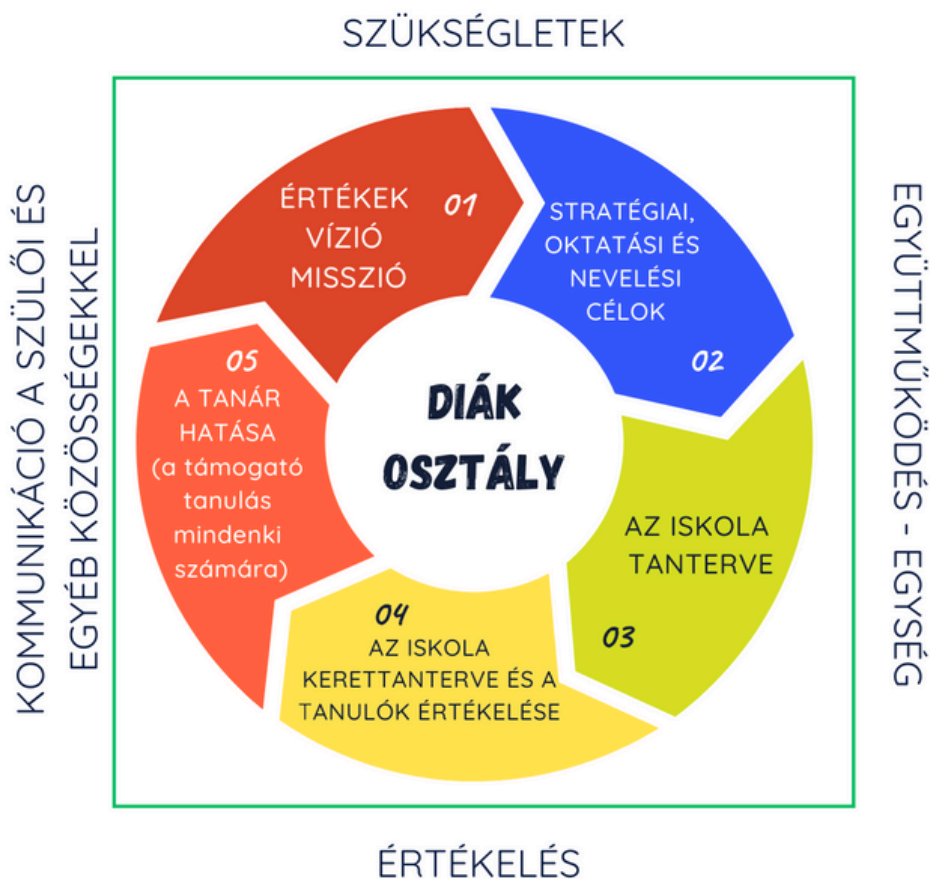 SZÜKSÉGLETEK
KOMMUNIKÁCIÓ A SZÜLŐI ÉS
EGYÉB KÖZÖSSÉGEKKEL
ÉRTÉKEK
VÍZIÓ
MISSZIÓ
01
STRATÉGIAI,
OKTATÁSI ÉS
NEVELÉSI
CÉLOK
02
AZ ISKOLA
TANTERVE
03
04
AZ ISKOLA
KERETTANTERVE ÉS A
TANULÓK ÉRTÉKELÉSE
05
A TANÁR
HATÁSA
(a támogató
tanulás
mindenki
számára)
DIÁK
OSZTÁLY
EGYÜTTMŰKÖDÉS - EGYSÉG
ÉRTÉKELÉS